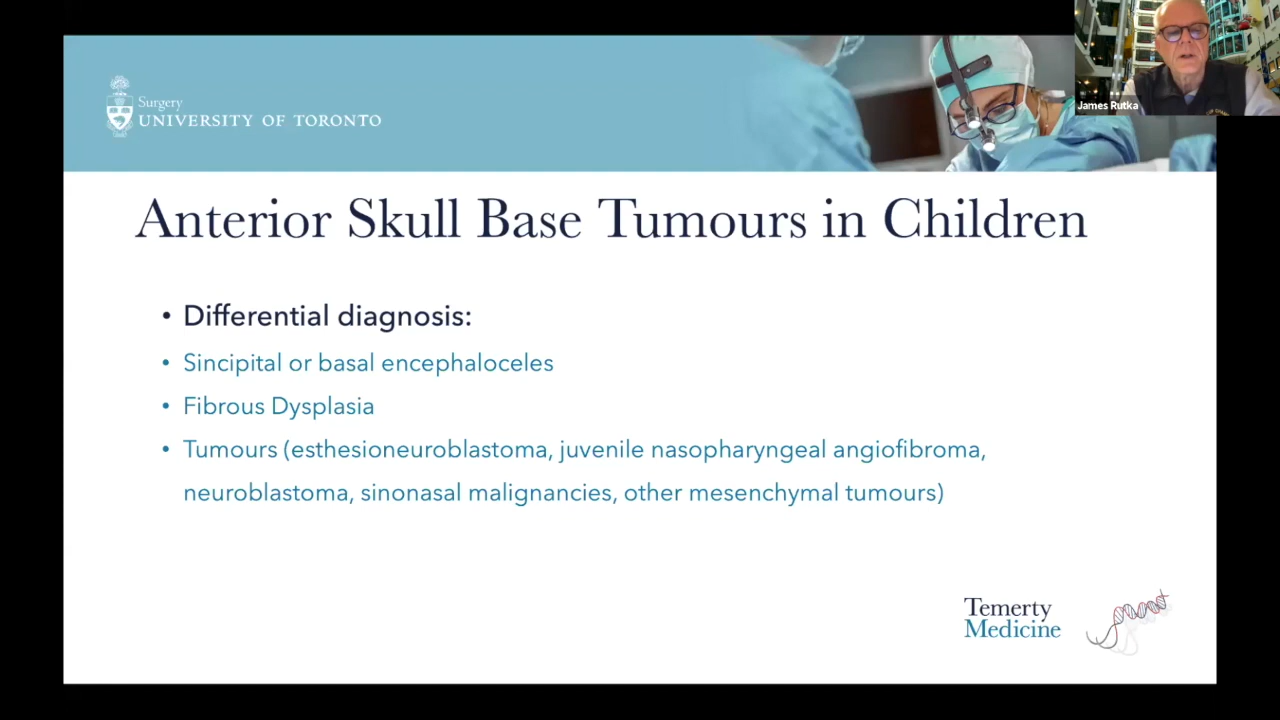 James Rutka
Surgery
UNIVERSITY OF TORONTO
Anterior Skull Base Tumours in Children
• Differential diagnosis:
• Sincipital or basal encephaloceles
• Fibrous Dysplasia
• Tumours (esthesioneuroblastoma, juvenile nasopharyngeal angiofibroma,
neuroblastoma, sinonasal malignancies, other mesenchymal tumours)
Temerty
Medicine